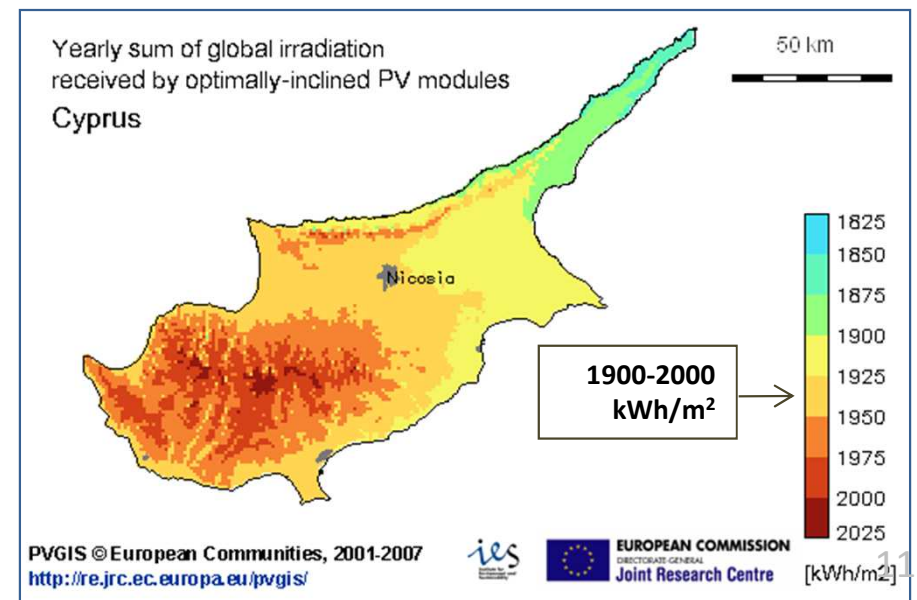 Yearly sum of global irradiation
received by optimally-inclined PV modules
Cyprus
50 km
Nicosia
1900-2000
kWh/m²
1825
1850
1875
1900
1925
1950
1975
2000
2025
[kWh/m2]
11
PVGIS © European Communities, 2001-2007
http://re.jrc.ec.europa.eu/pvgis/
ies
EUROPEAN COMMISSION
DIRECTORATE-GENERAL
Joint Research Centre